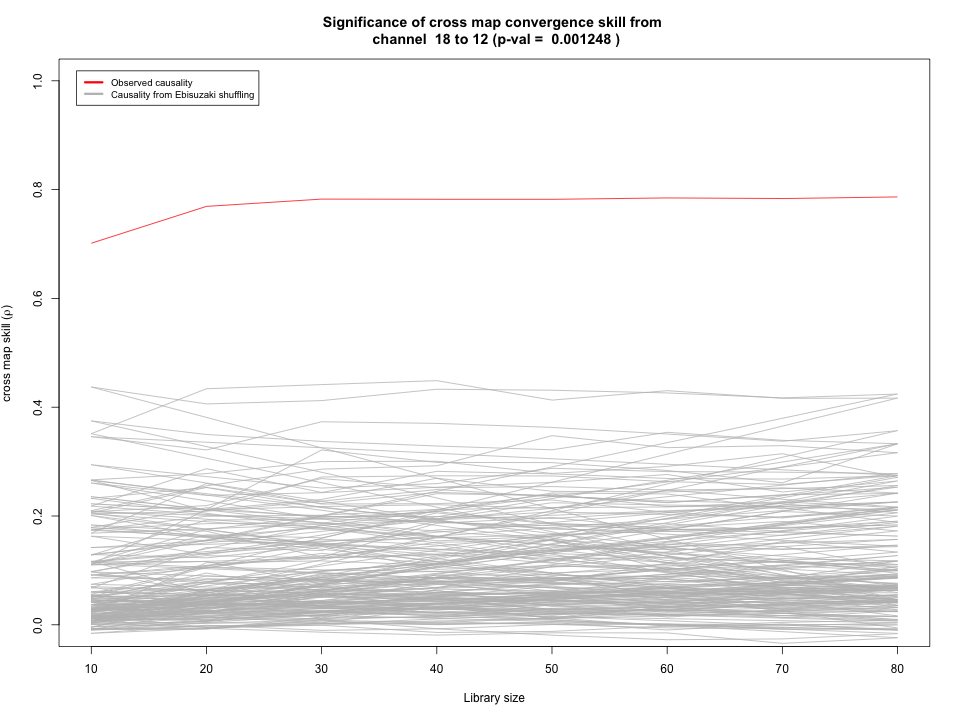 Significance of cross map convergence skill from
channel  18 to 12 (p-val =  0.001248 )
Observed causality
Causality from Ebisuzaki shuffling
1.0
0.8
0.6
0.4
0.2
0.0
cross map skill (ρ)
10 20 30 40 50 60 70 80
Library size